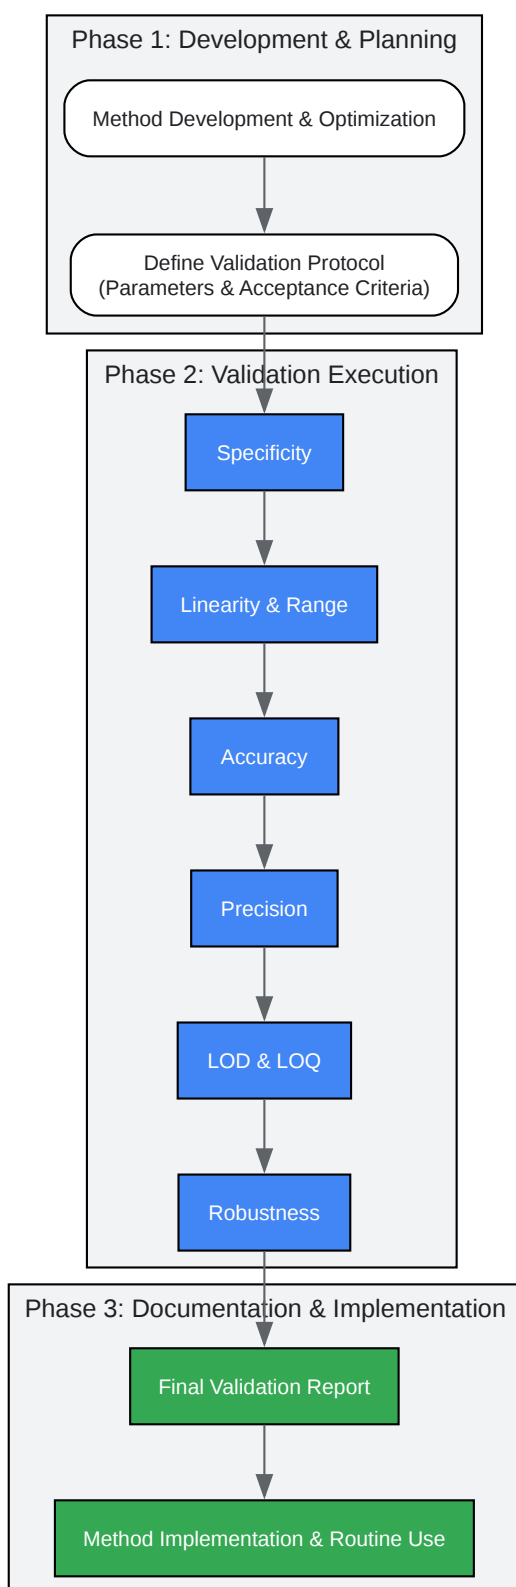 Phase 1: Development & Planning
Method Development & Optimization
Define Validation Protocol
(Parameters & Acceptance Criteria)
Phase 2: Validation Execution
Specificity
Linearity & Range
Accuracy
Precision
LOD & LOQ
Robustness
Phase 3: Documentation & Implementation
Final Validation Report
Method Implementation & Routine Use